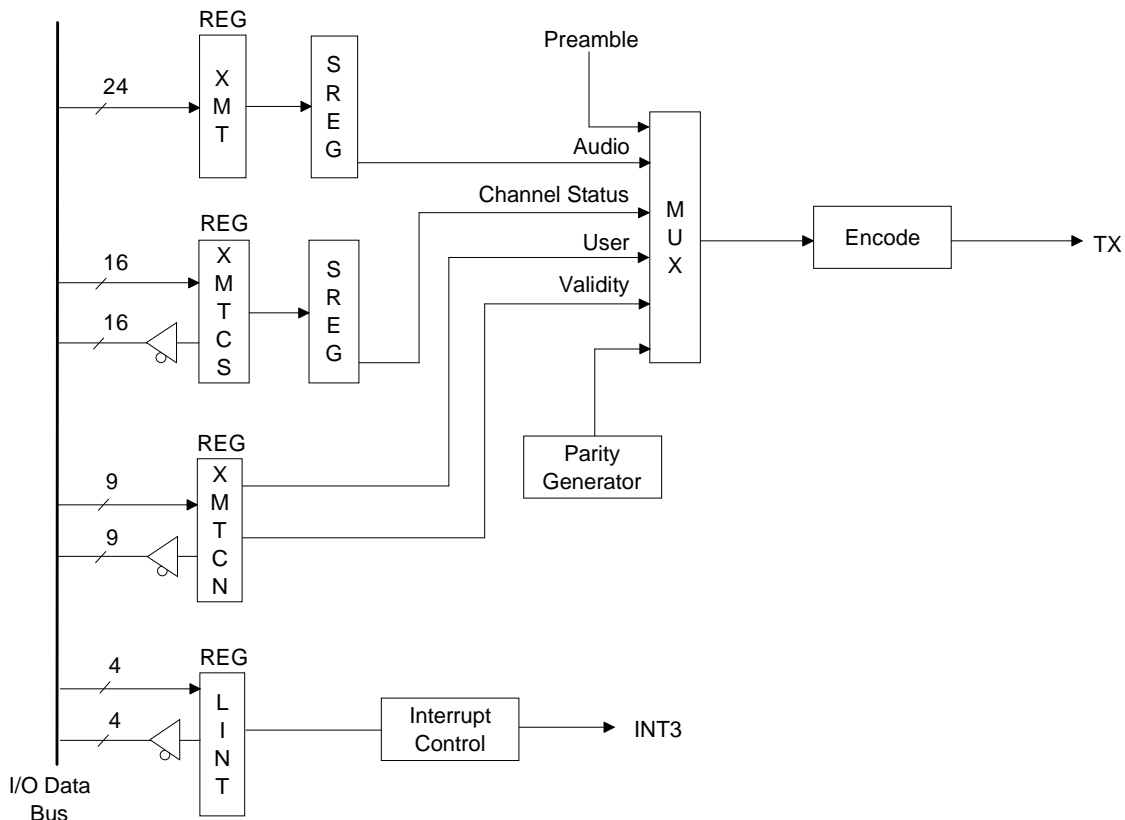 REG
XMT
24
SREG
Preamble
Audio
Channel Status
User
Validity
MUX
Encode
TX
REG
XMTCS
16
16
SREG
Parity
Generator
REG
XMTCN
9
9
REG
LINT
4
4
Interrupt
Control
INT3
I/O Data
Bus